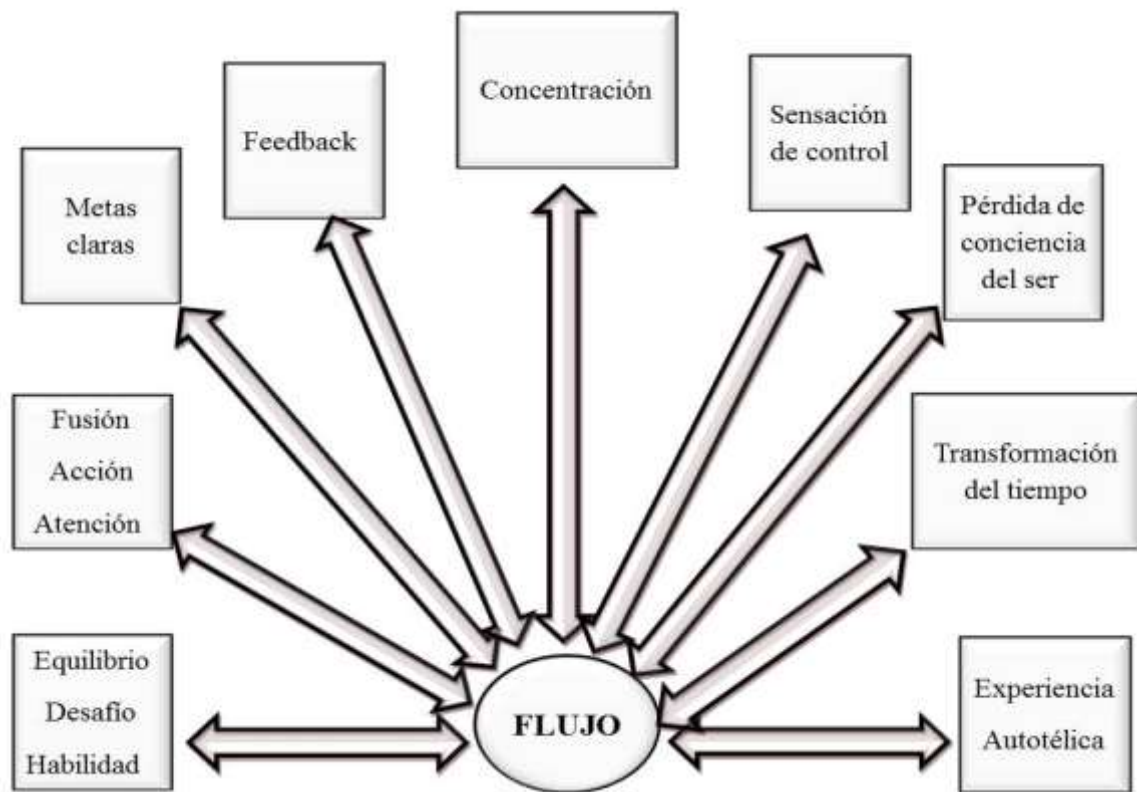 Concentración
Sensación
de control
Feedback
Metas
claras
Pérdida de
conciencia
del ser
Fusión
Acción
Atención
Transformación
del tiempo
Equilibrio
Desafío
Habilidad
FLUJO
Experiencia
Autotélica